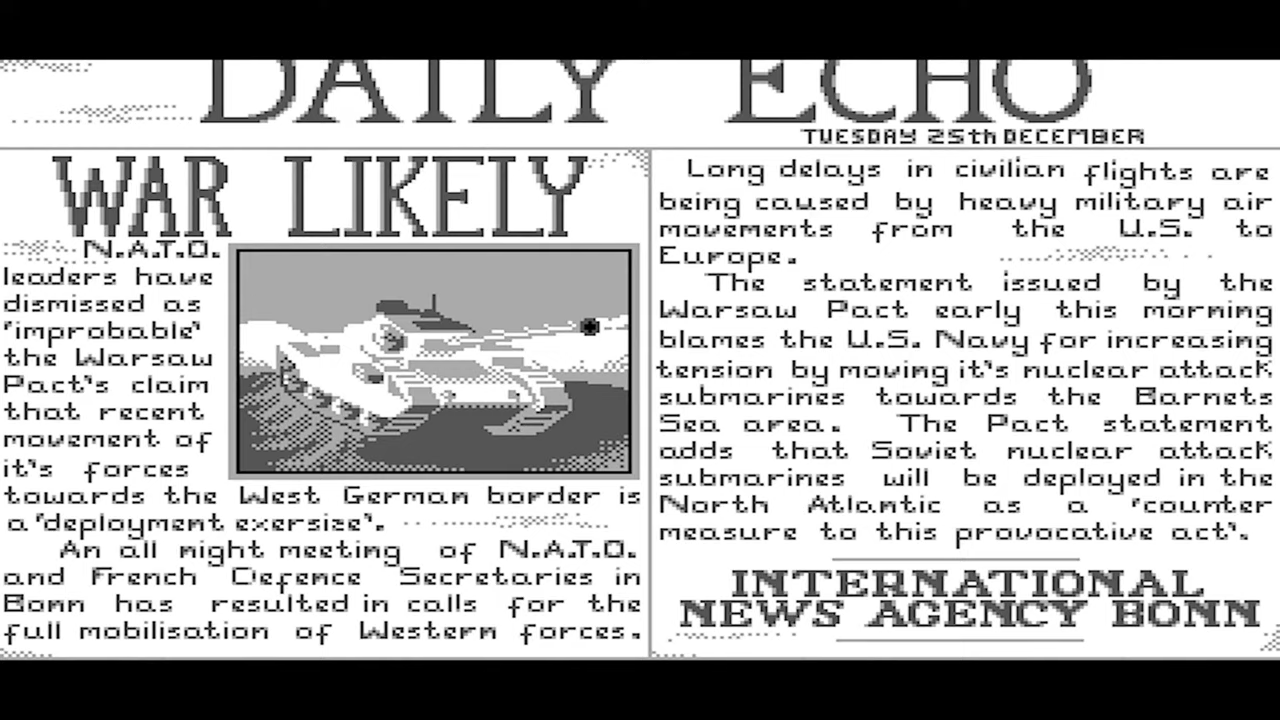 DAILY ECHO
TUESDAY 25th DECEMBER
WAR LIKELY
N.A.T.O.
leaders have
dismissed as
'improbable'
the Warsaw
Pact's claim
that recent
movement of
it's forces
towards the West German border is
a 'deployment exersize'.
An all night meeting of N.A.T.O.
and French Defence Secretaries in
Bonn has resulted in calls for the
full mobilisation of Western forces.
Long delays in civilian flights are
being caused by heavy military air
movements from the U.S. to
Europe.
The statement issued by the
Warsaw Pact early this morning
blames the U.S. Navy for increasing
tension by moving it's nuclear attack
submarines towards the Barnets
Sea area. The Pact statement
adds that Soviet nuclear attack
submarines will be deployed in the
North Atlantic as a 'counter
measure to this provocative act'.
INTERNATIONAL
NEWS AGENCY BONN